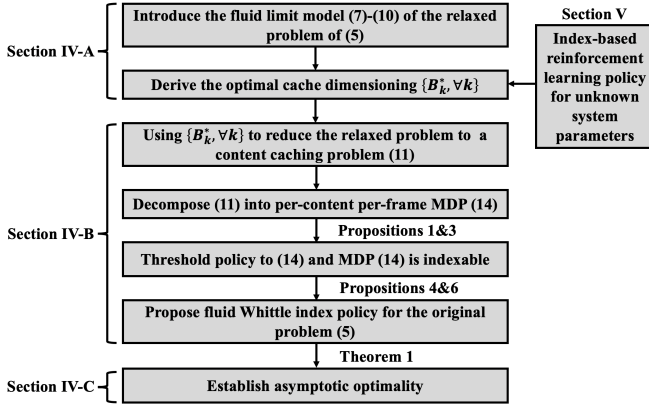 Section IV-A
Introduce the fluid limit model (7)-(10) of the relaxed
problem of (5)
Derive the optimal cache dimensioning {B*_k, ∀k}
Section V
Index-based
reinforcement
learning policy
for unknown
system
parameters
Section IV-B
Using {B*_k, ∀k} to reduce the relaxed problem to a
content caching problem (11)
Decompose (11) into per-content per-frame MDP (14)
Propositions 1&3
Threshold policy to (14) and MDP (14) is indexable
Propositions 4&6
Propose fluid Whittle index policy for the original
problem (5)
Theorem 1
Section IV-C
Establish asymptotic optimality